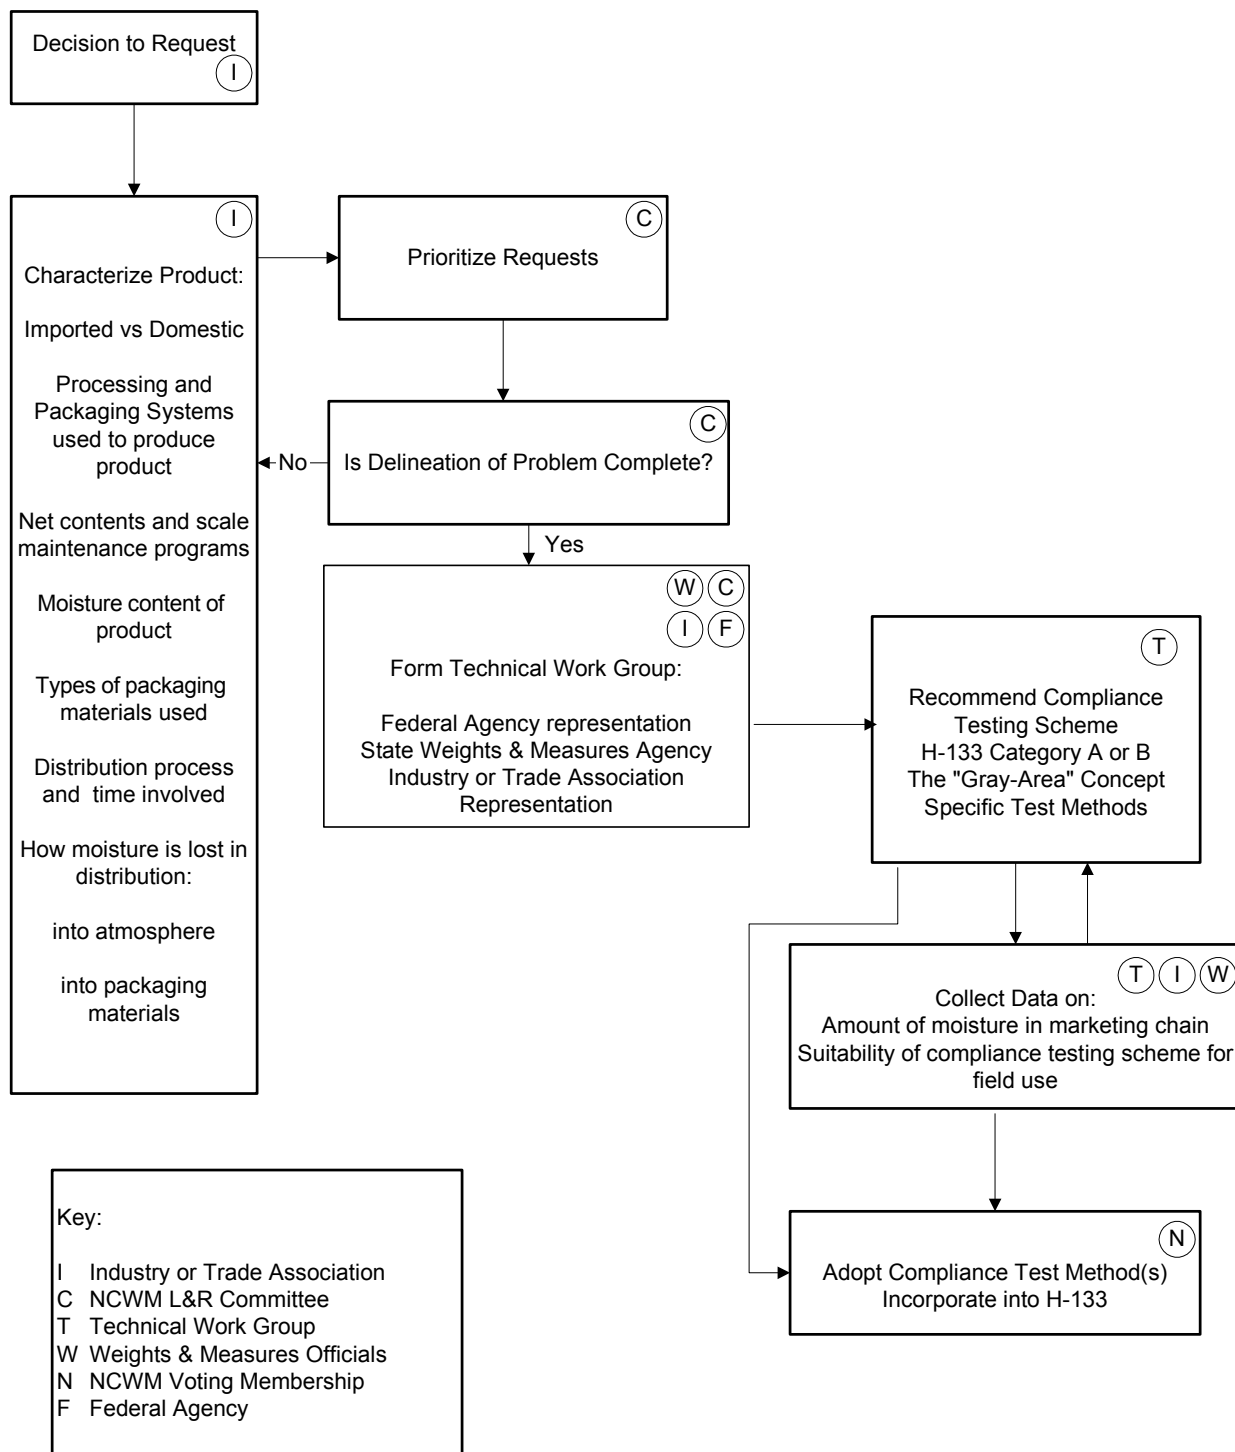 Decision to Request
I
I
Characterize Product:
Imported vs Domestic
Processing and
Packaging Systems
used to produce
product
Net contents and scale
maintenance programs
Moisture content of
product
Types of packaging
materials used
Distribution process
and time involved
How moisture is lost in
distribution:
into atmosphere
into packaging
materials
C
Prioritize Requests
C
Is Delineation of Problem Complete?
No
Yes
W C
I F
Form Technical Work Group:
Federal Agency representation
State Weights & Measures Agency
Industry or Trade Association
Representation
T
Recommend Compliance
Testing Scheme
H-133 Category A or B
The "Gray-Area" Concept
Specific Test Methods
T I W
Collect Data on:
Amount of moisture in marketing chain
Suitability of compliance testing scheme for
field use
N
Adopt Compliance Test Method(s)
Incorporate into H-133
Key:
I Industry or Trade Association
C NCWM L&R Committee
T Technical Work Group
W Weights & Measures Officials
N NCWM Voting Membership
F Federal Agency